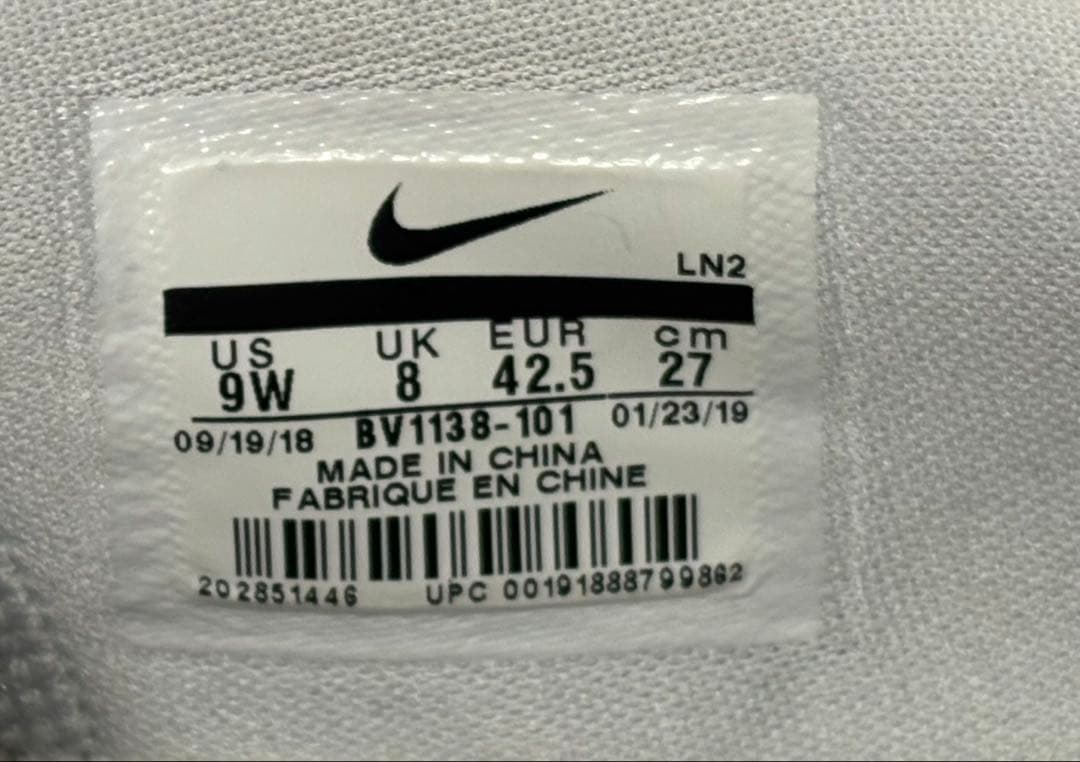 LN2
US UK EUR cm
9W 8 42.5 27
09/19/18 BV1138-101 01/23/19
MADE IN CHINA
FABRIQUE EN CHINE
202851446 UPC 00191888799862